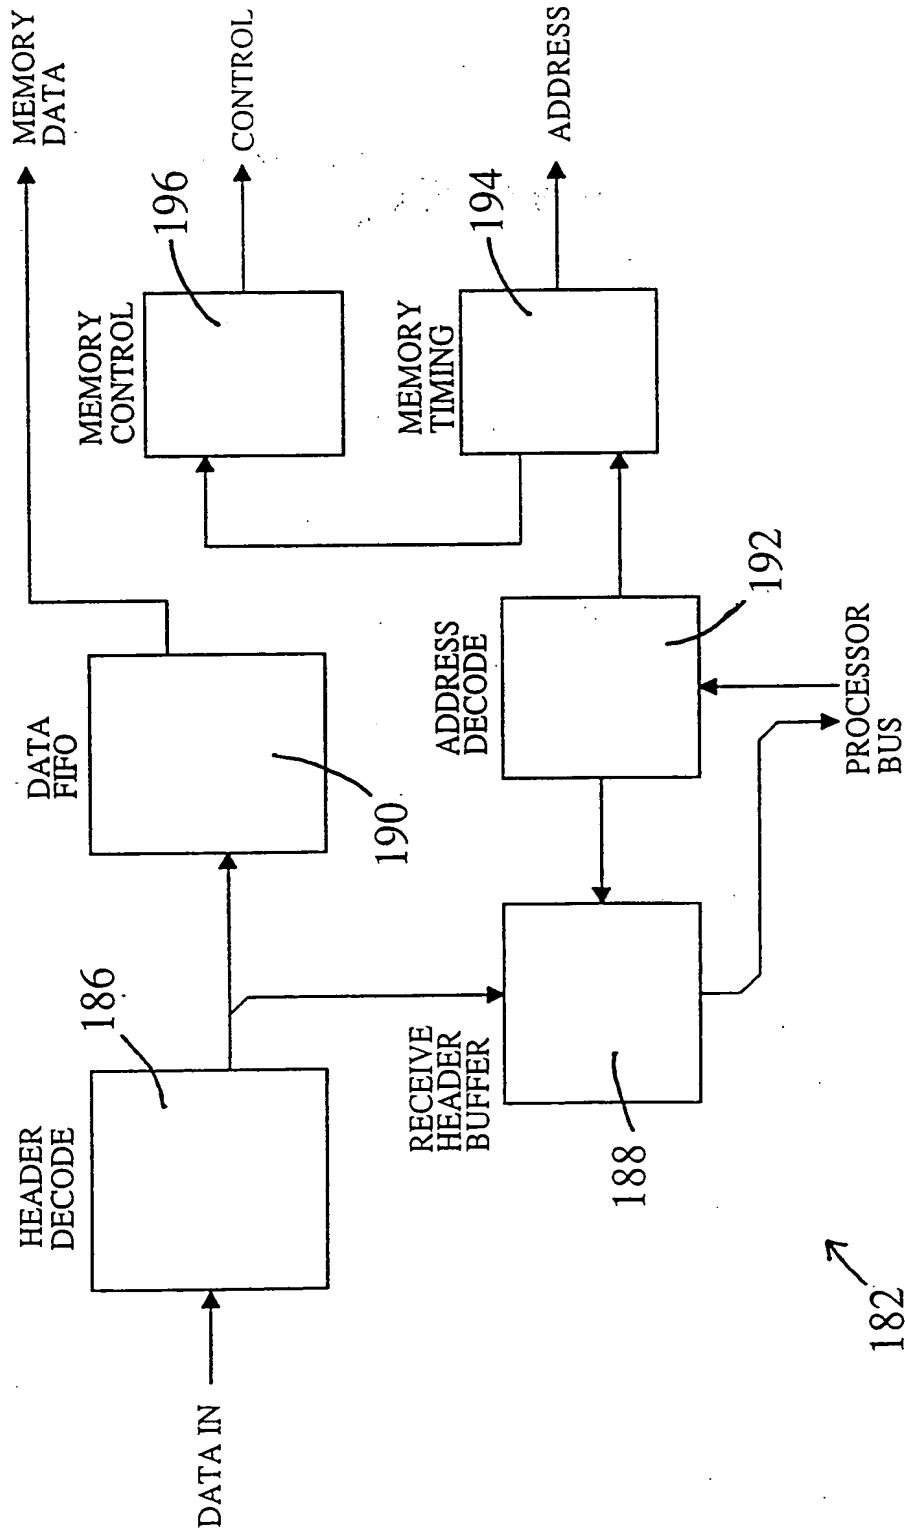 MEMORY
DATA
DATA
FIFO
190
HEADER
DECODE
186
DATA IN
MEMORY
CONTROL
196
CONTROL
MEMORY
TIMING
194
ADDRESS
ADDRESS
DECODE
192
RECEIVE
HEADER
BUFFER
188
PROCESSOR
BUS
182